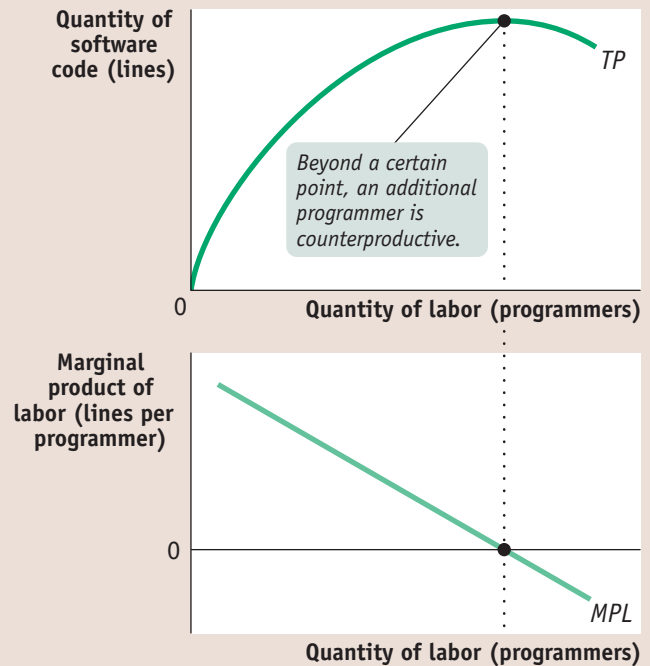 Quantity of
software
code (lines)
TP
Beyond a certain
point, an additional
programmer is
counterproductive.
0
Quantity of labor (programmers)
Marginal
product of
labor (lines per
programmer)
0
MPL
Quantity of labor (programmers)